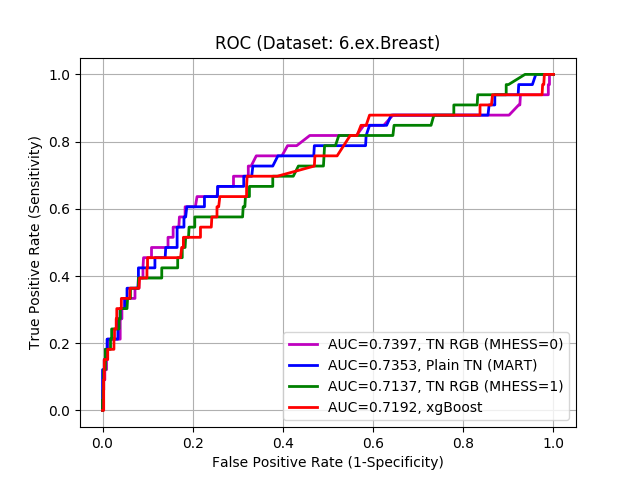 ROC (Dataset: 6.ex.Breast)
True Positive Rate (Sensitivity)
1.0
0.8
0.6
0.4
0.2
0.0
AUC=0.7397, TN RGB (MHESS=0)
AUC=0.7353, Plain TN (MART)
AUC=0.7137, TN RGB (MHESS=1)
AUC=0.7192, xgBoost
0.0 0.2 0.4 0.6 0.8 1.0
False Positive Rate (1-Specificity)